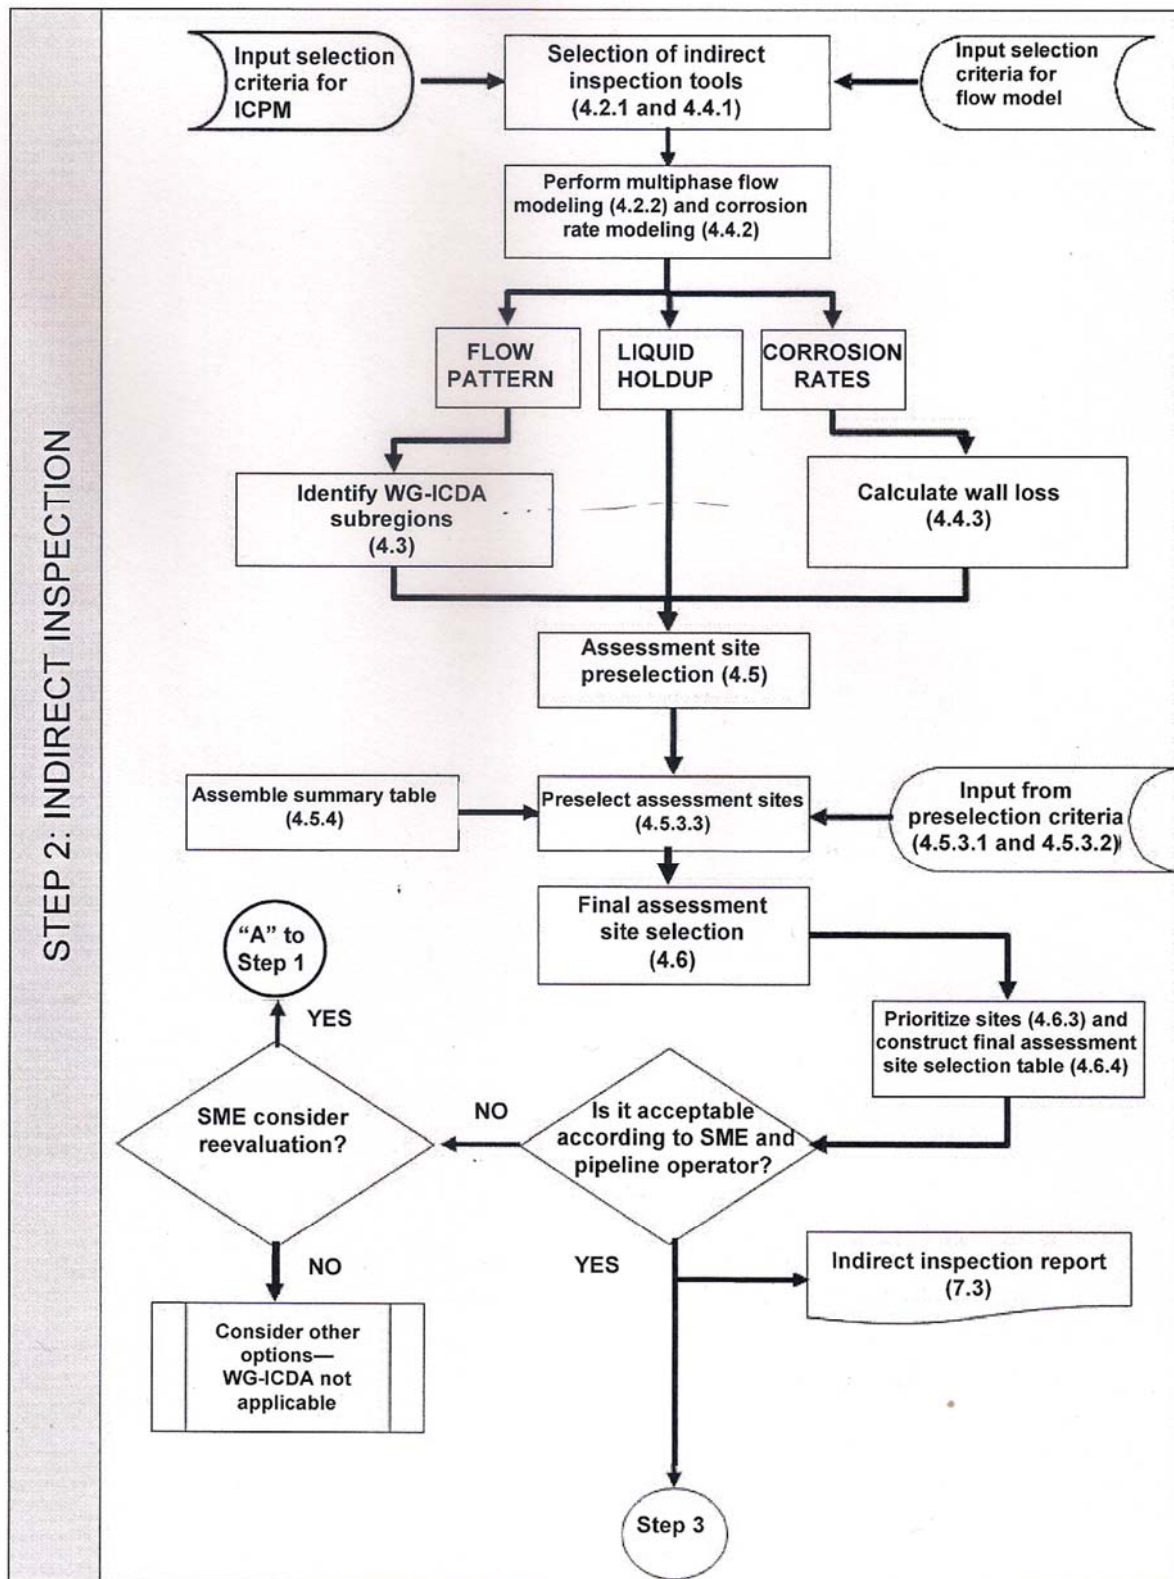 STEP 2: INDIRECT INSPECTION
Input selection
criteria for
ICPM
Selection of indirect
inspection tools
(4.2.1 and 4.4.1)
Input selection
criteria for
flow model
Perform multiphase flow
modeling (4.2.2) and corrosion
rate modeling (4.4.2)
FLOW
PATTERN
LIQUID
HOLDUP
CORROSION
RATES
Identify WG-ICDA
subregions
(4.3)
Calculate wall loss
(4.4.3)
Assessment site
preselection (4.5)
Assemble summary table
(4.5.4)
Preselect assessment sites
(4.5.3.3)
Input from
preselection criteria
(4.5.3.1 and 4.5.3.2)
Final assessment
site selection
(4.6)
"A" to
Step 1
YES
Prioritize sites (4.6.3) and
construct final assessment
site selection table (4.6.4)
SME consider
reevaluation?
NO
Is it acceptable
according to SME and
pipeline operator?
NO
YES
Indirect inspection report
(7.3)
Consider other
options—
WG-ICDA not
applicable
Step 3